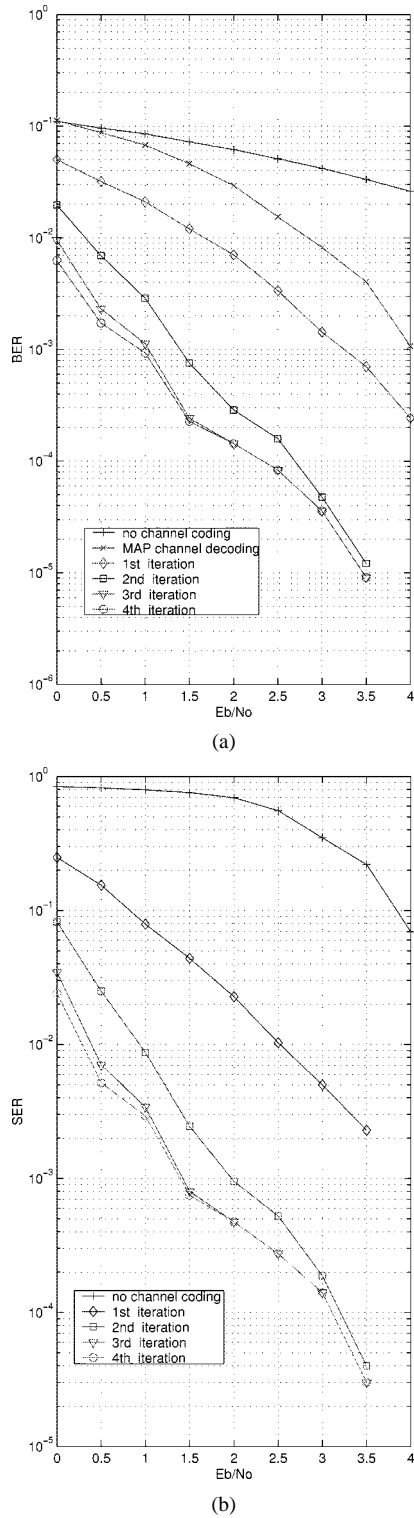 10^0
10^-1
10^-2
BER
10^-3
10^-4
no channel coding
MAP channel decoding
1st iteration
2nd iteration
3rd iteration
4th iteration
10^-5
10^-6
0 0.5 1 1.5 2 2.5 3 3.5 4
Eb/No
(a)
10^0
10^-1
10^-2
SER
10^-3
10^-4
no channel coding
1st iteration
2nd iteration
3rd iteration
4th iteration
10^-5
0 0.5 1 1.5 2 2.5 3 3.5 4
Eb/No
(b)